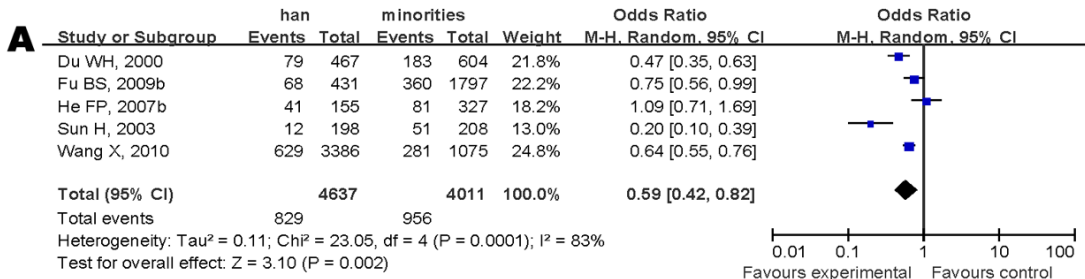 A
han minorities Odds Ratio Odds Ratio
Study or Subgroup Events Total Events Total Weight M-H, Random, 95% CI M-H, Random, 95% CI
Du WH, 2000 79 467 183 604 21.8% 0.47 [0.35, 0.63]
Fu BS, 2009b 68 431 360 1797 22.2% 0.75 [0.56, 0.99]
He FP, 2007b 41 155 81 327 18.2% 1.09 [0.71, 1.69]
Sun H, 2003 12 198 51 208 13.0% 0.20 [0.10, 0.39]
Wang X, 2010 629 3386 281 1075 24.8% 0.64 [0.55, 0.76]
Total (95% CI) 4637 4011 100.0% 0.59 [0.42, 0.82]
Total events 829 956
Heterogeneity: Tau² = 0.11; Chi² = 23.05, df = 4 (P = 0.0001); I² = 83%
Test for overall effect: Z = 3.10 (P = 0.002)
0.01 0.1 1 10 100
Favours experimental Favours control